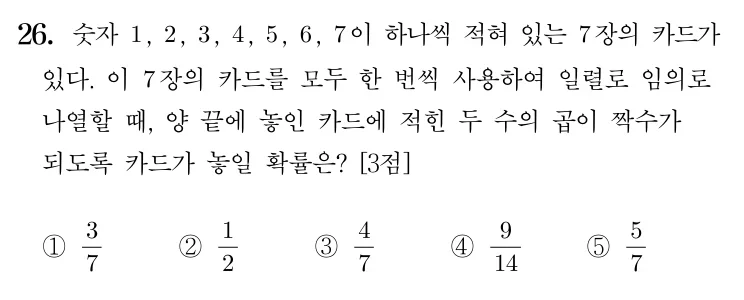 26. 숫자 1, 2, 3, 4, 5, 6, 7이 하나씩 적혀 있는 7장의 카드가
있다. 이 7장의 카드를 모두 한 번씩 사용하여 일렬로 임의로
나열할 때, 양 끝에 놓인 카드에 적힌 두 수의 곱이 짝수가
되도록 카드가 놓일 확률은? [3점]
① 3/7 ② 1/2 ③ 4/7 ④ 9/14 ⑤ 5/7